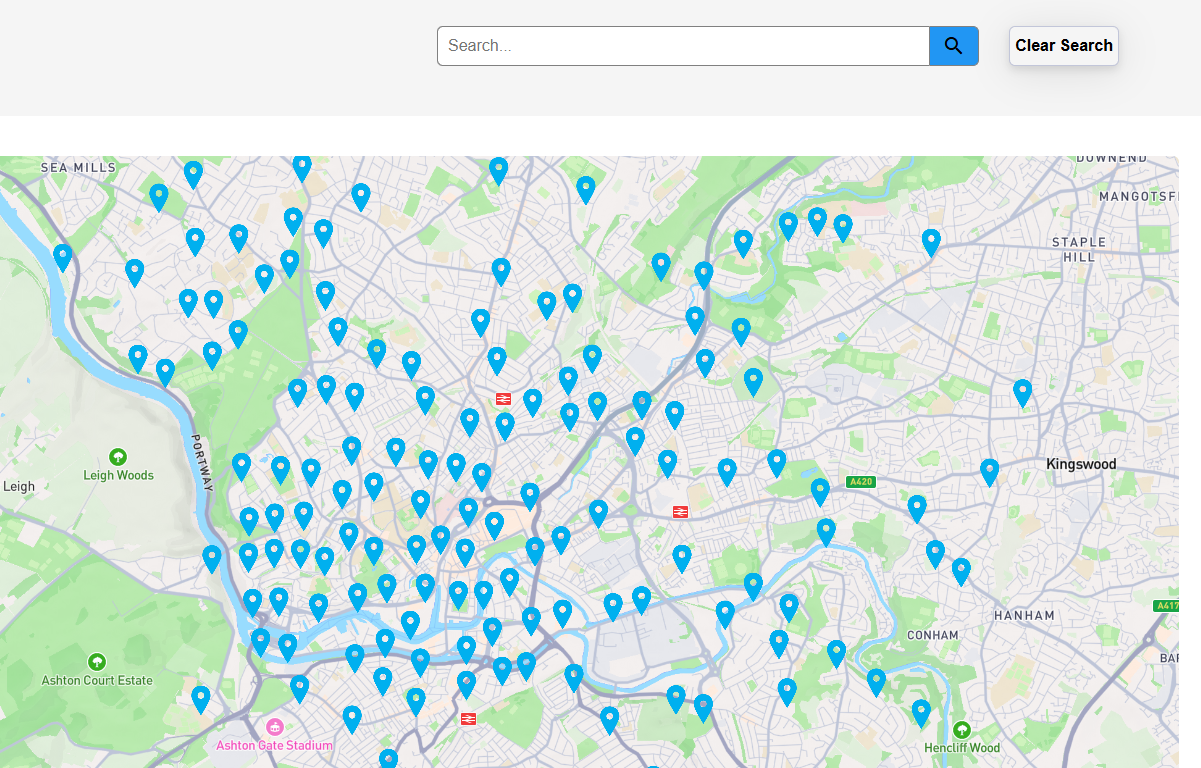 Search...
Clear Search
SEA MILLS
DOWNEND
MANGOTSFI
STAPLE
HILL
PORTWAY
Leigh Woods
Leigh
Kingswood
A420
A417
HANHAM
CONHAM
BAR
Ashton Court Estate
Ashton Gate Stadium
Hencliff Wood